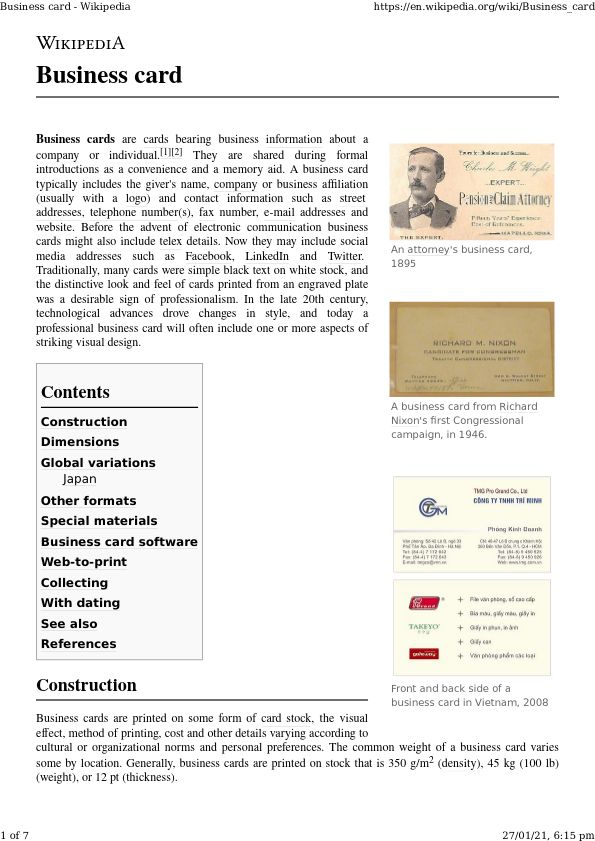 Business card - Wikipedia
https://en.wikipedia.org/wiki/Business_card
WIKIPEDIA
Business card
Business cards are cards bearing business information about a
company or individual.[1][2] They are shared during formal
introductions as a convenience and a memory aid. A business card
typically includes the giver's name, company or business affiliation
(usually with a logo) and contact information such as street
addresses, telephone number(s), fax number, e-mail addresses and
website. Before the advent of electronic communication business
cards might also include telex details. Now they may include social
media addresses such as Facebook, LinkedIn and Twitter.
Traditionally, many cards were simple black text on white stock, and
the distinctive look and feel of cards printed from an engraved plate
was a desirable sign of professionalism. In the late 20th century,
technological advances drove changes in style, and today a
professional business card will often include one or more aspects of
striking visual design.
Charles M. Wright
...EXPERT...
Pension and Claim Attorney
THE EXPERT.
WAPELLO, IOWA.
An attorney's business card,
1895
RICHARD M. NIXON
CANDIDATE FOR CONGRESSMAN
TWELFTH CONGRESSIONAL DISTRICT
TELEPHONE
WHITTIER, CAL.
A business card from Richard
Nixon's first Congressional
campaign, in 1946.
TMG Pro Grand Co., Ltd
CÔNG TY TNHH TRÍ MINH
TGM
Phòng Kinh Doanh
grand
TAKEYO
gateway
+ File văn phòng, sổ cao cấp
+ Bìa màu, giấy màu, giấy in
+ Giấy in phun, in ảnh
+ Giấy can
+ Văn phòng phẩm các loại
Front and back side of a
business card in Vietnam, 2008
Contents
Construction
Dimensions
Global variations
Japan
Other formats
Special materials
Business card software
Web-to-print
Collecting
With dating
See also
References
Construction
Business cards are printed on some form of card stock, the visual
effect, method of printing, cost and other details varying according to
cultural or organizational norms and personal preferences. The common weight of a business card varies
some by location. Generally, business cards are printed on stock that is 350 g/m2 (density), 45 kg (100 lb)
(weight), or 12 pt (thickness).
1 of 7
27/01/21, 6:15 pm